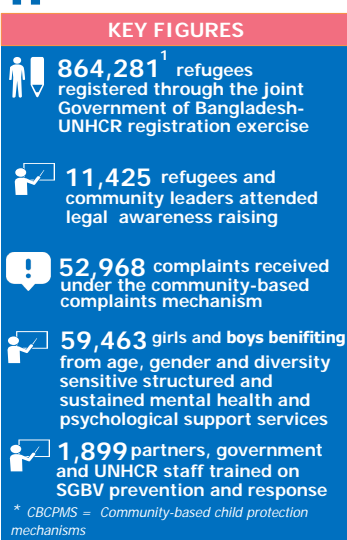 KEY FIGURES
864,281¹ refugees
registered through the joint
Government of Bangladesh-
UNHCR registration exercise
11,425 refugees and
community leaders attended
legal awareness raising
52,968 complaints received
under the community-based
complaints mechanism
59,463 girls and boys benifiting
from age, gender and diversity
sensitive structured and
sustained mental health and
psychological support services
1,899 partners, government
and UNHCR staff trained on
SGBV prevention and response
* CBCPMS = Community-based child protection
mechanisms